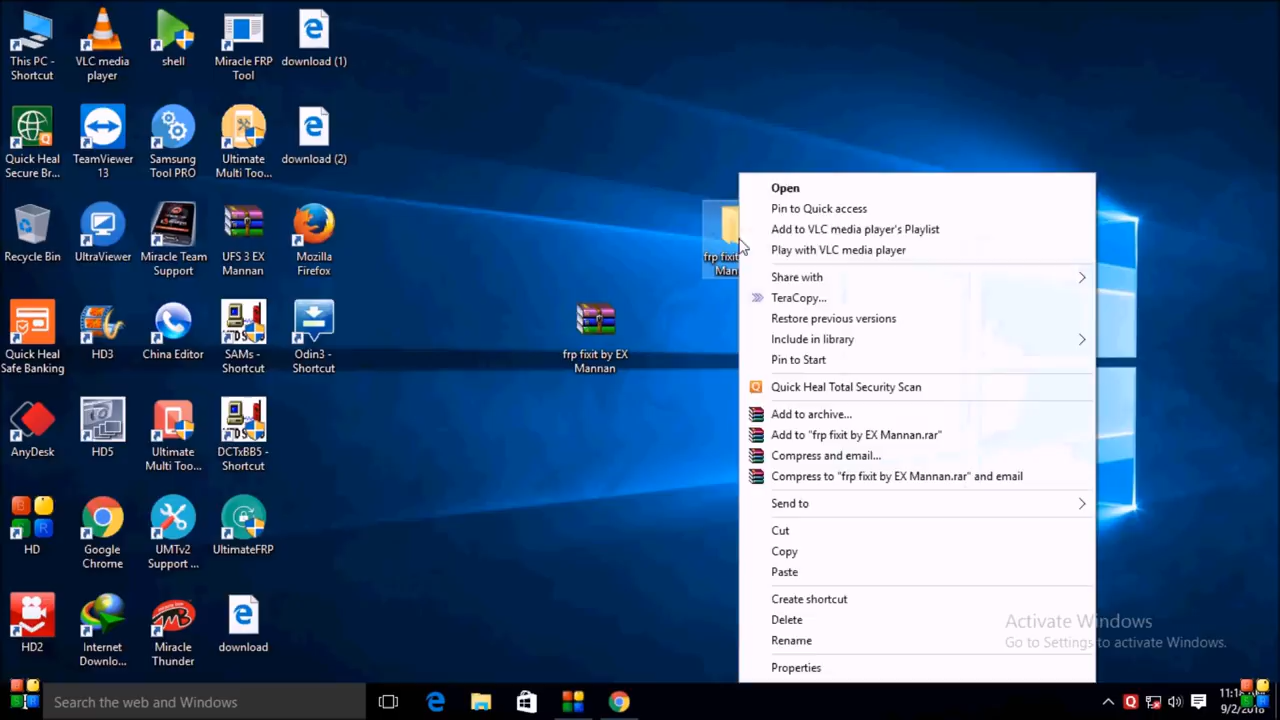 This PC -
Shortcut
VLC media
player
shell
Miracle FRP
Tool
download (1)
Quick Heal
Secure Br...
TeamViewer
13
Samsung
Tool PRO
Ultimate
Multi Too...
download (2)
Recycle Bin
UltraViewer
Miracle Team
Support
UFS 3 EX
Mannan
Mozilla
Firefox
Quick Heal
Safe Banking
HD3
China Editor
SAMs -
Shortcut
Odin3 -
Shortcut
AnyDesk
HD5
Ultimate
Multi Too...
DCTxBB5 -
Shortcut
HD
Google
Chrome
UMTv2
Support ...
UltimateFRP
HD2
Internet
Downlo...
Miracle
Thunder
download
frp fixit by EX
Mannan
frp fixit
Man
Open
Pin to Quick access
Add to VLC media player's Playlist
Play with VLC media player
Share with
TeraCopy...
Restore previous versions
Include in library
Pin to Start
Quick Heal Total Security Scan
Add to archive...
Add to "frp fixit by EX Mannan.rar"
Compress and email...
Compress to "frp fixit by EX Mannan.rar" and email
Send to
Cut
Copy
Paste
Create shortcut
Delete
Rename
Properties
Activate Windows
Go to Settings to activate Windows.
Search the web and Windows